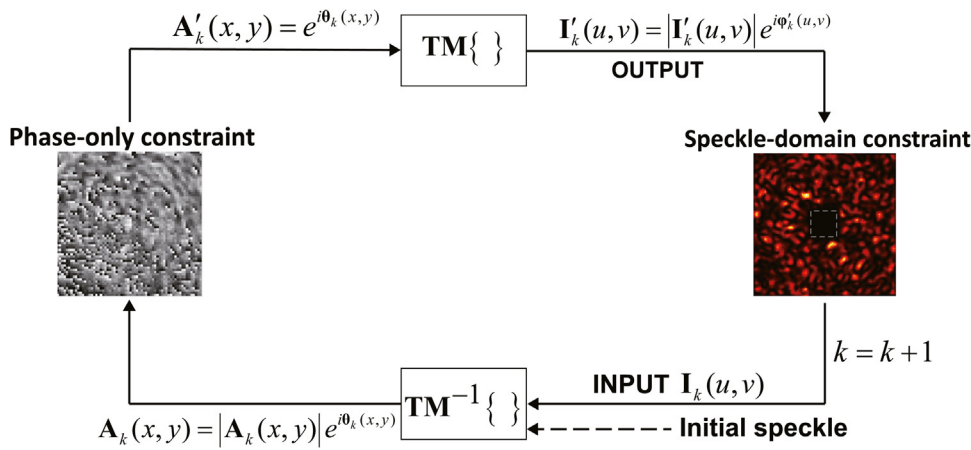 A′ₖ(x, y) = e^{iθₖ(x,y)}
TM{ }
I′ₖ(u,v) = |I′ₖ(u,v)| e^{iφ′ₖ(u,v)}
OUTPUT
Phase-only constraint
Speckle-domain constraint
k = k + 1
TM⁻¹{ }
INPUT Iₖ(u,v)
Aₖ(x, y) = |Aₖ(x, y)| e^{iθₖ(x,y)}
Initial speckle